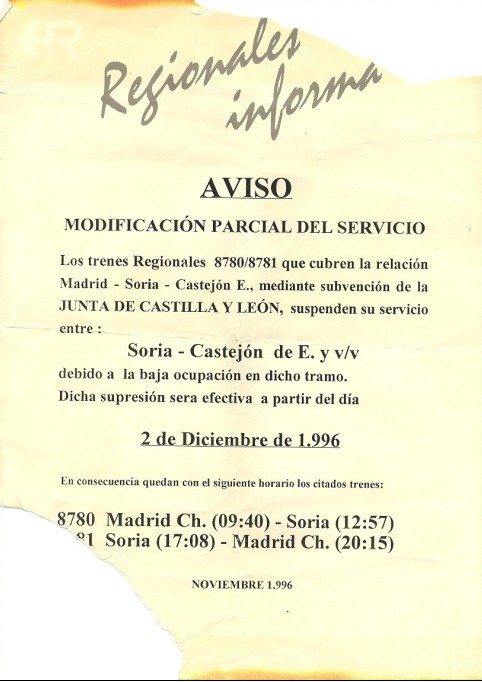 Regionales
informa
AVISO
MODIFICACIÓN PARCIAL DEL SERVICIO
Los trenes Regionales 8780/8781 que cubren la relación
Madrid - Soria - Castejón E., mediante subvención de la
JUNTA DE CASTILLA Y LEÓN, suspenden su servicio
entre :
Soria - Castejón de E. y v/v
debido a la baja ocupación en dicho tramo.
Dicha supresión sera efectiva a partir del día
2 de Diciembre de 1.996
En consecuencia quedan con el siguiente horario los citados trenes:
8780 Madrid Ch. (09:40) - Soria (12:57)
81 Soria (17:08) - Madrid Ch. (20:15)
NOVIEMBRE 1.996